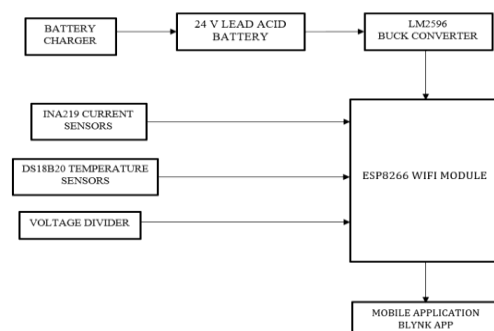 BATTERY
CHARGER
24 V LEAD ACID
BATTERY
LM2596
BUCK CONVERTER
INA219 CURRENT
SENSORS
DS18B20 TEMPERATURE
SENSORS
VOLTAGE DIVIDER
ESP8266 WIFI MODULE
MOBILE APPLICATION
BLYNK APP